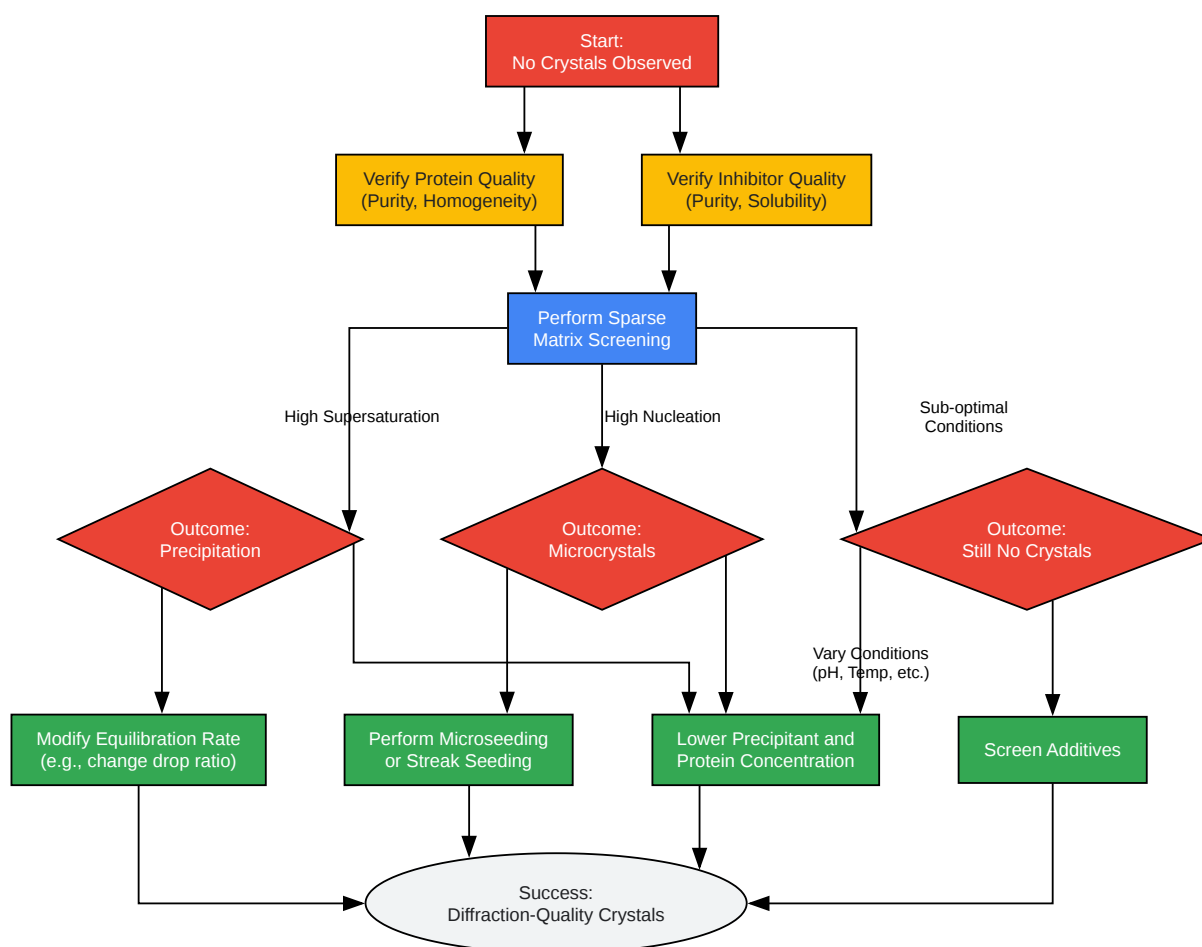 Start:
No Crystals Observed
Verify Protein Quality
(Purity, Homogeneity)
Verify Inhibitor Quality
(Purity, Solubility)
Perform Sparse
Matrix Screening
High Supersaturation
High Nucleation
Sub-optimal
Conditions
Outcome:
Precipitation
Outcome:
Microcrystals
Outcome:
Still No Crystals
Vary Conditions
(pH, Temp, etc.)
Modify Equilibration Rate
(e.g., change drop ratio)
Perform Microseeding
or Streak Seeding
Lower Precipitant and
Protein Concentration
Screen Additives
Success:
Diffraction-Quality Crystals